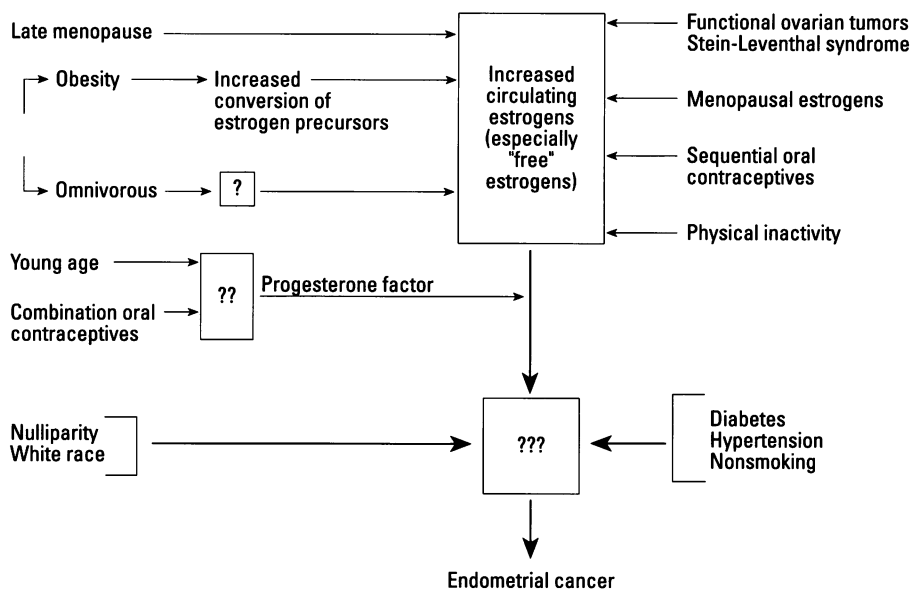 Late menopause
Obesity
Increased
conversion of
estrogen precursors
Omnivorous
?
Increased
circulating
estrogens
(especially
"free"
estrogens)
Functional ovarian tumors
Stein-Leventhal syndrome
Menopausal estrogens
Sequential oral
contraceptives
Physical inactivity
Young age
Combination oral
contraceptives
??
Progesterone factor
Nulliparity
White race
???
Diabetes
Hypertension
Nonsmoking
Endometrial cancer